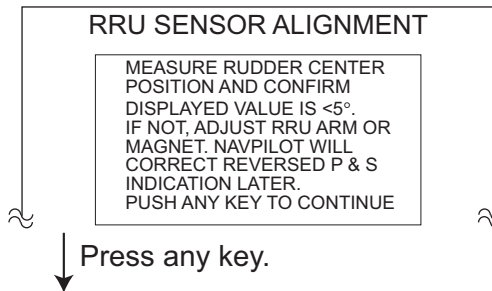 RRU SENSOR ALIGNMENT
MEASURE RUDDER CENTER
POSITION AND CONFIRM
DISPLAYED VALUE IS <5°.
IF NOT, ADJUST RRU ARM OR
MAGNET. NAVPILOT WILL
CORRECT REVERSED P & S
INDICATION LATER.
PUSH ANY KEY TO CONTINUE
Press any key.